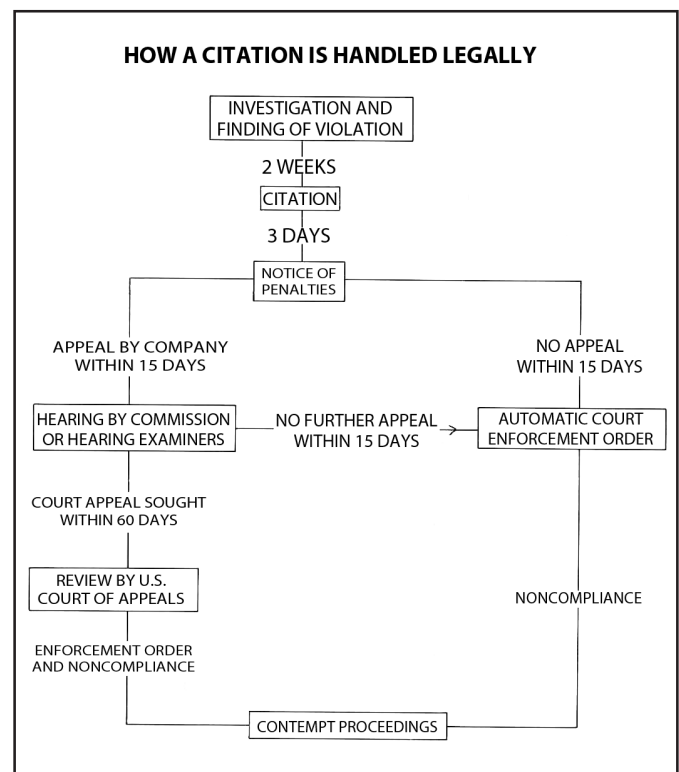 HOW A CITATION IS HANDLED LEGALLY
INVESTIGATION AND
FINDING OF VIOLATION
2 WEEKS
CITATION
3 DAYS
NOTICE OF
PENALTIES
APPEAL BY COMPANY
WITHIN 15 DAYS
NO APPEAL
WITHIN 15 DAYS
HEARING BY COMMISSION
OR HEARING EXAMINERS
NO FURTHER APPEAL
WITHIN 15 DAYS
AUTOMATIC COURT
ENFORCEMENT ORDER
COURT APPEAL SOUGHT
WITHIN 60 DAYS
REVIEW BY U.S.
COURT OF APPEALS
NONCOMPLIANCE
ENFORCEMENT ORDER
AND NONCOMPLIANCE
CONTEMPT PROCEEDINGS